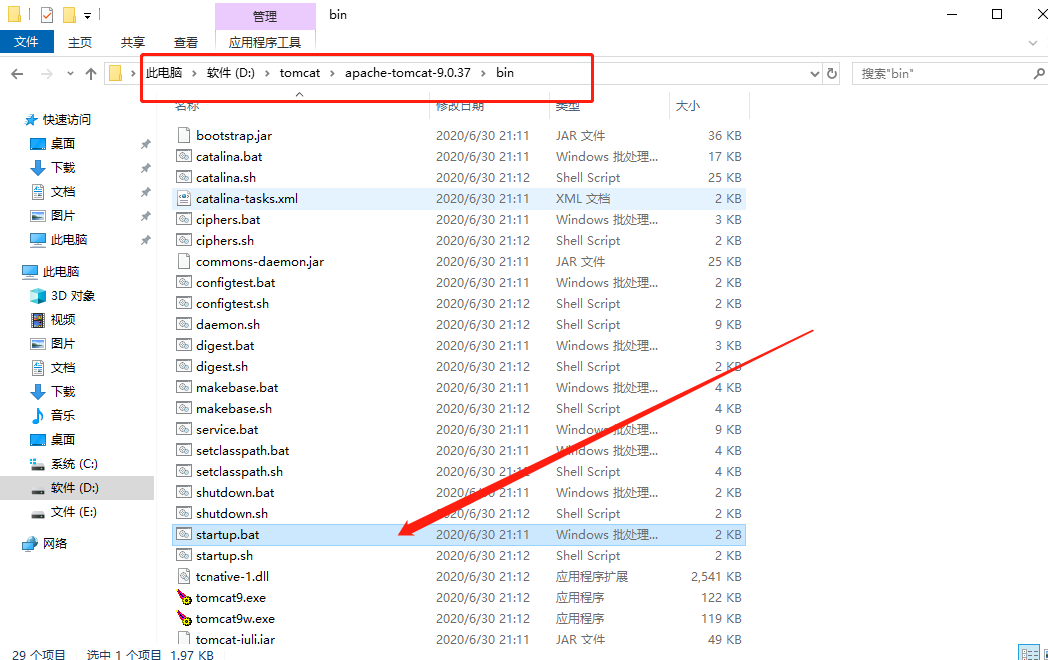 管理 bin
文件 主页 共享 查看 应用程序工具
此电脑 > 软件 (D:) > tomcat > apache-tomcat-9.0.37 > bin 搜索"bin"
名称 修改日期 类型 大小
快速访问
桌面
下载
文档
图片
此电脑
此电脑
3D 对象
视频
图片
文档
下载
音乐
桌面
系统 (C:)
软件 (D:)
文件 (E:)
网络
bootstrap.jar 2020/6/30 21:11 JAR 文件 36 KB
catalina.bat 2020/6/30 21:11 Windows 批处理... 17 KB
catalina.sh 2020/6/30 21:12 Shell Script 25 KB
catalina-tasks.xml 2020/6/30 21:11 XML 文档 2 KB
ciphers.bat 2020/6/30 21:11 Windows 批处理... 3 KB
ciphers.sh 2020/6/30 21:12 Shell Script 2 KB
commons-daemon.jar 2020/6/30 21:11 JAR 文件 25 KB
configtest.bat 2020/6/30 21:11 Windows 批处理... 2 KB
configtest.sh 2020/6/30 21:12 Shell Script 2 KB
daemon.sh 2020/6/30 21:12 Shell Script 9 KB
digest.bat 2020/6/30 21:11 Windows 批处理... 3 KB
digest.sh 2020/6/30 21:12 Shell Script 2 KB
makebase.bat 2020/6/30 21:11 Windows 批处理... 4 KB
makebase.sh 2020/6/30 21:12 Shell Script 4 KB
service.bat 2020/6/30 21:11 Windows 批处理... 9 KB
setclasspath.bat 2020/6/30 21:11 Windows 批处理... 4 KB
setclasspath.sh 2020/6/30 21:12 Shell Script 4 KB
shutdown.bat 2020/6/30 21:11 Windows 批处理... 2 KB
shutdown.sh 2020/6/30 21:12 Shell Script 2 KB
startup.bat 2020/6/30 21:11 Windows 批处理... 2 KB
startup.sh 2020/6/30 21:12 Shell Script 2 KB
tcnative-1.dll 2020/6/30 21:12 应用程序扩展 2,541 KB
tomcat9.exe 2020/6/30 21:12 应用程序 122 KB
tomcat9w.exe 2020/6/30 21:12 应用程序 119 KB
tomcat-juli.jar 2020/6/30 21:11 JAR 文件 49 KB
29 个项目 选中 1 个项目 1.97 KB